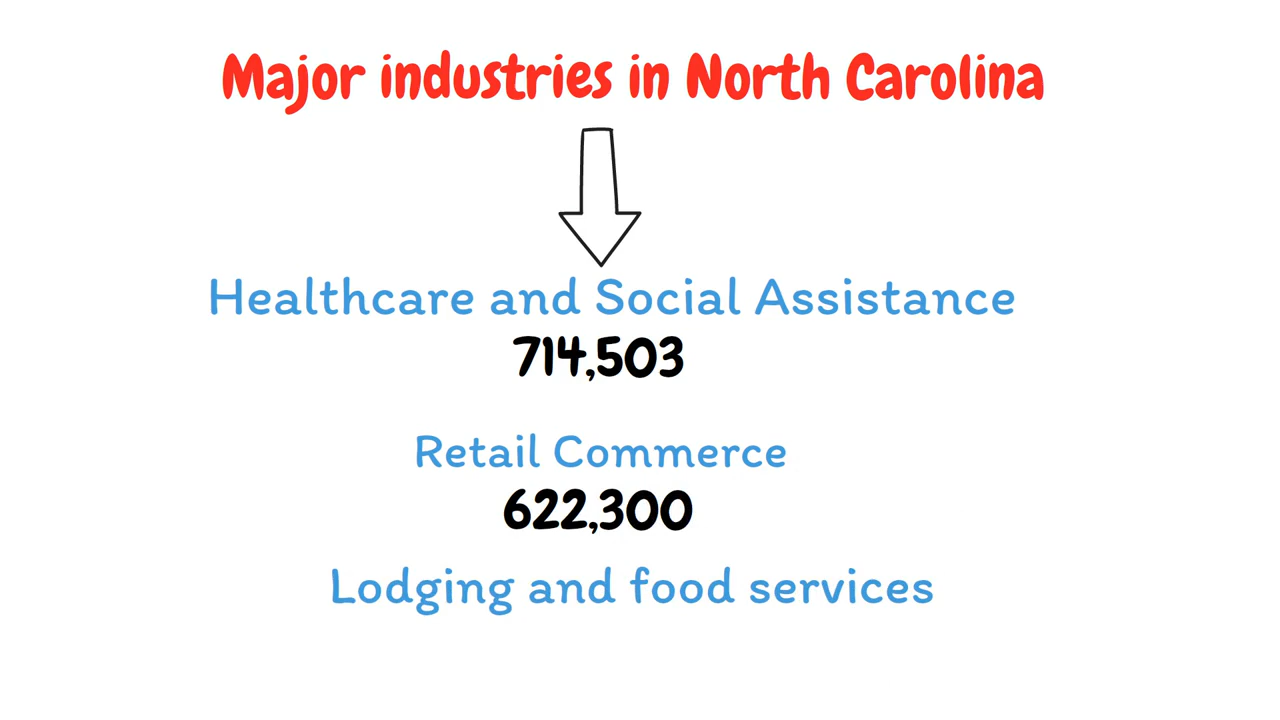 Major industries in North Carolina
Healthcare and Social Assistance
714,503
Retail Commerce
622,300
Lodging and food services